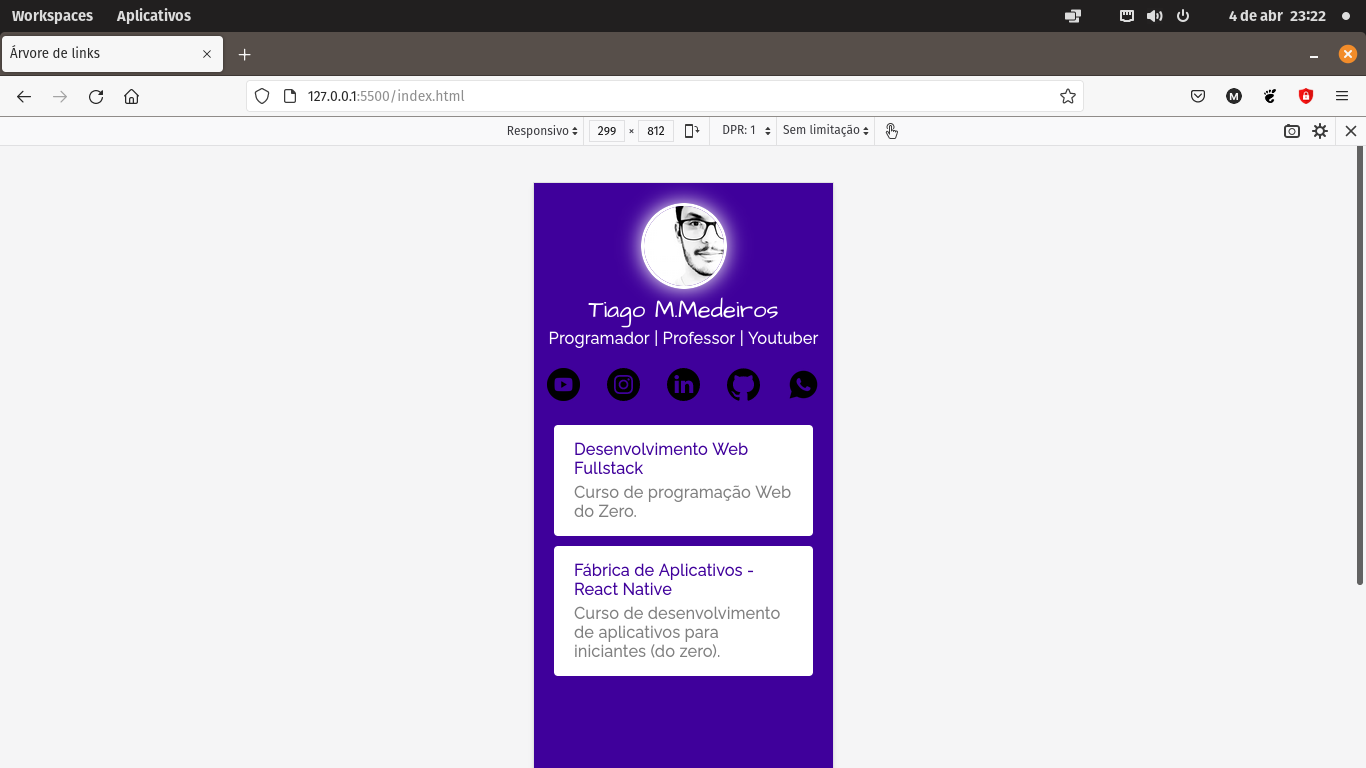 Workspaces Aplicativos 4 de abr 23:22
Árvore de links
127.0.0.1:5500/index.html
Responsivo 299 × 812 DPR: 1 Sem limitação
Tiago M.Medeiros
Programador | Professor | Youtuber
Desenvolvimento Web
Fullstack
Curso de programação Web
do Zero.
Fábrica de Aplicativos -
React Native
Curso de desenvolvimento
de aplicativos para
iniciantes (do zero).